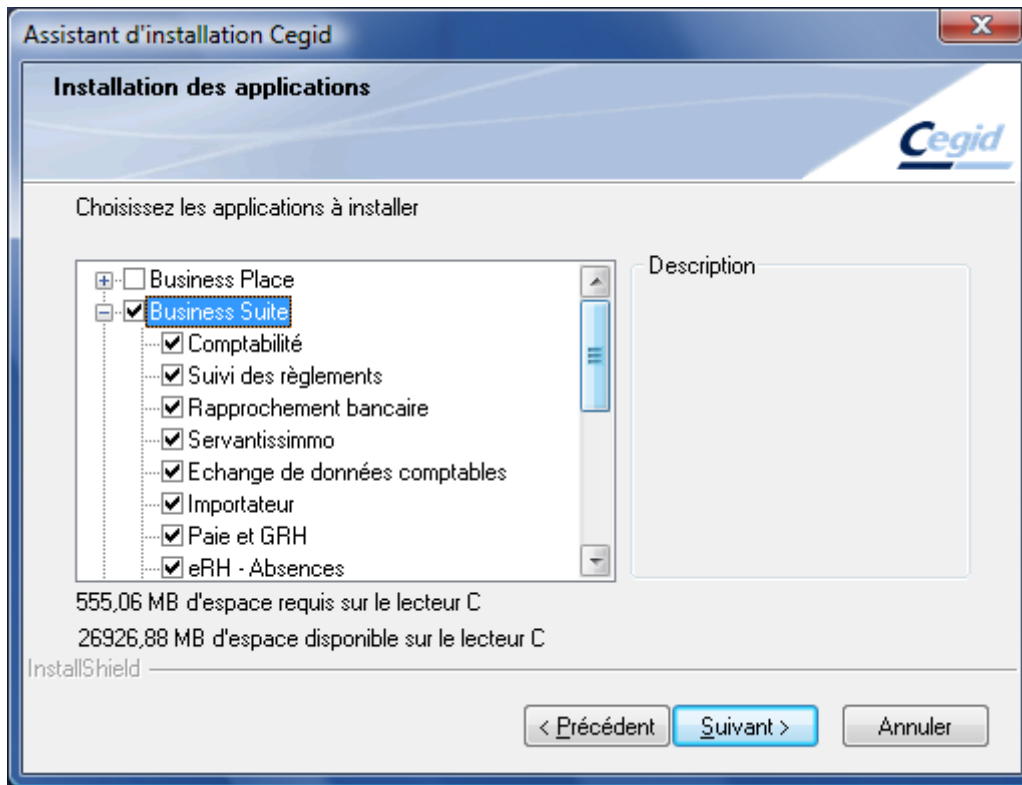 Assistant d'installation Cegid
Installation des applications
Cegid
Choisissez les applications à installer
Business Place
Description
Business Suite
Comptabilité
Suivi des règlements
Rapprochement bancaire
Servantissimmo
Echange de données comptables
Importateur
Paie et GRH
eRH - Absences
555,06 MB d'espace requis sur le lecteur C
26926,88 MB d'espace disponible sur le lecteur C
InstallShield
< Précédent
Suivant >
Annuler